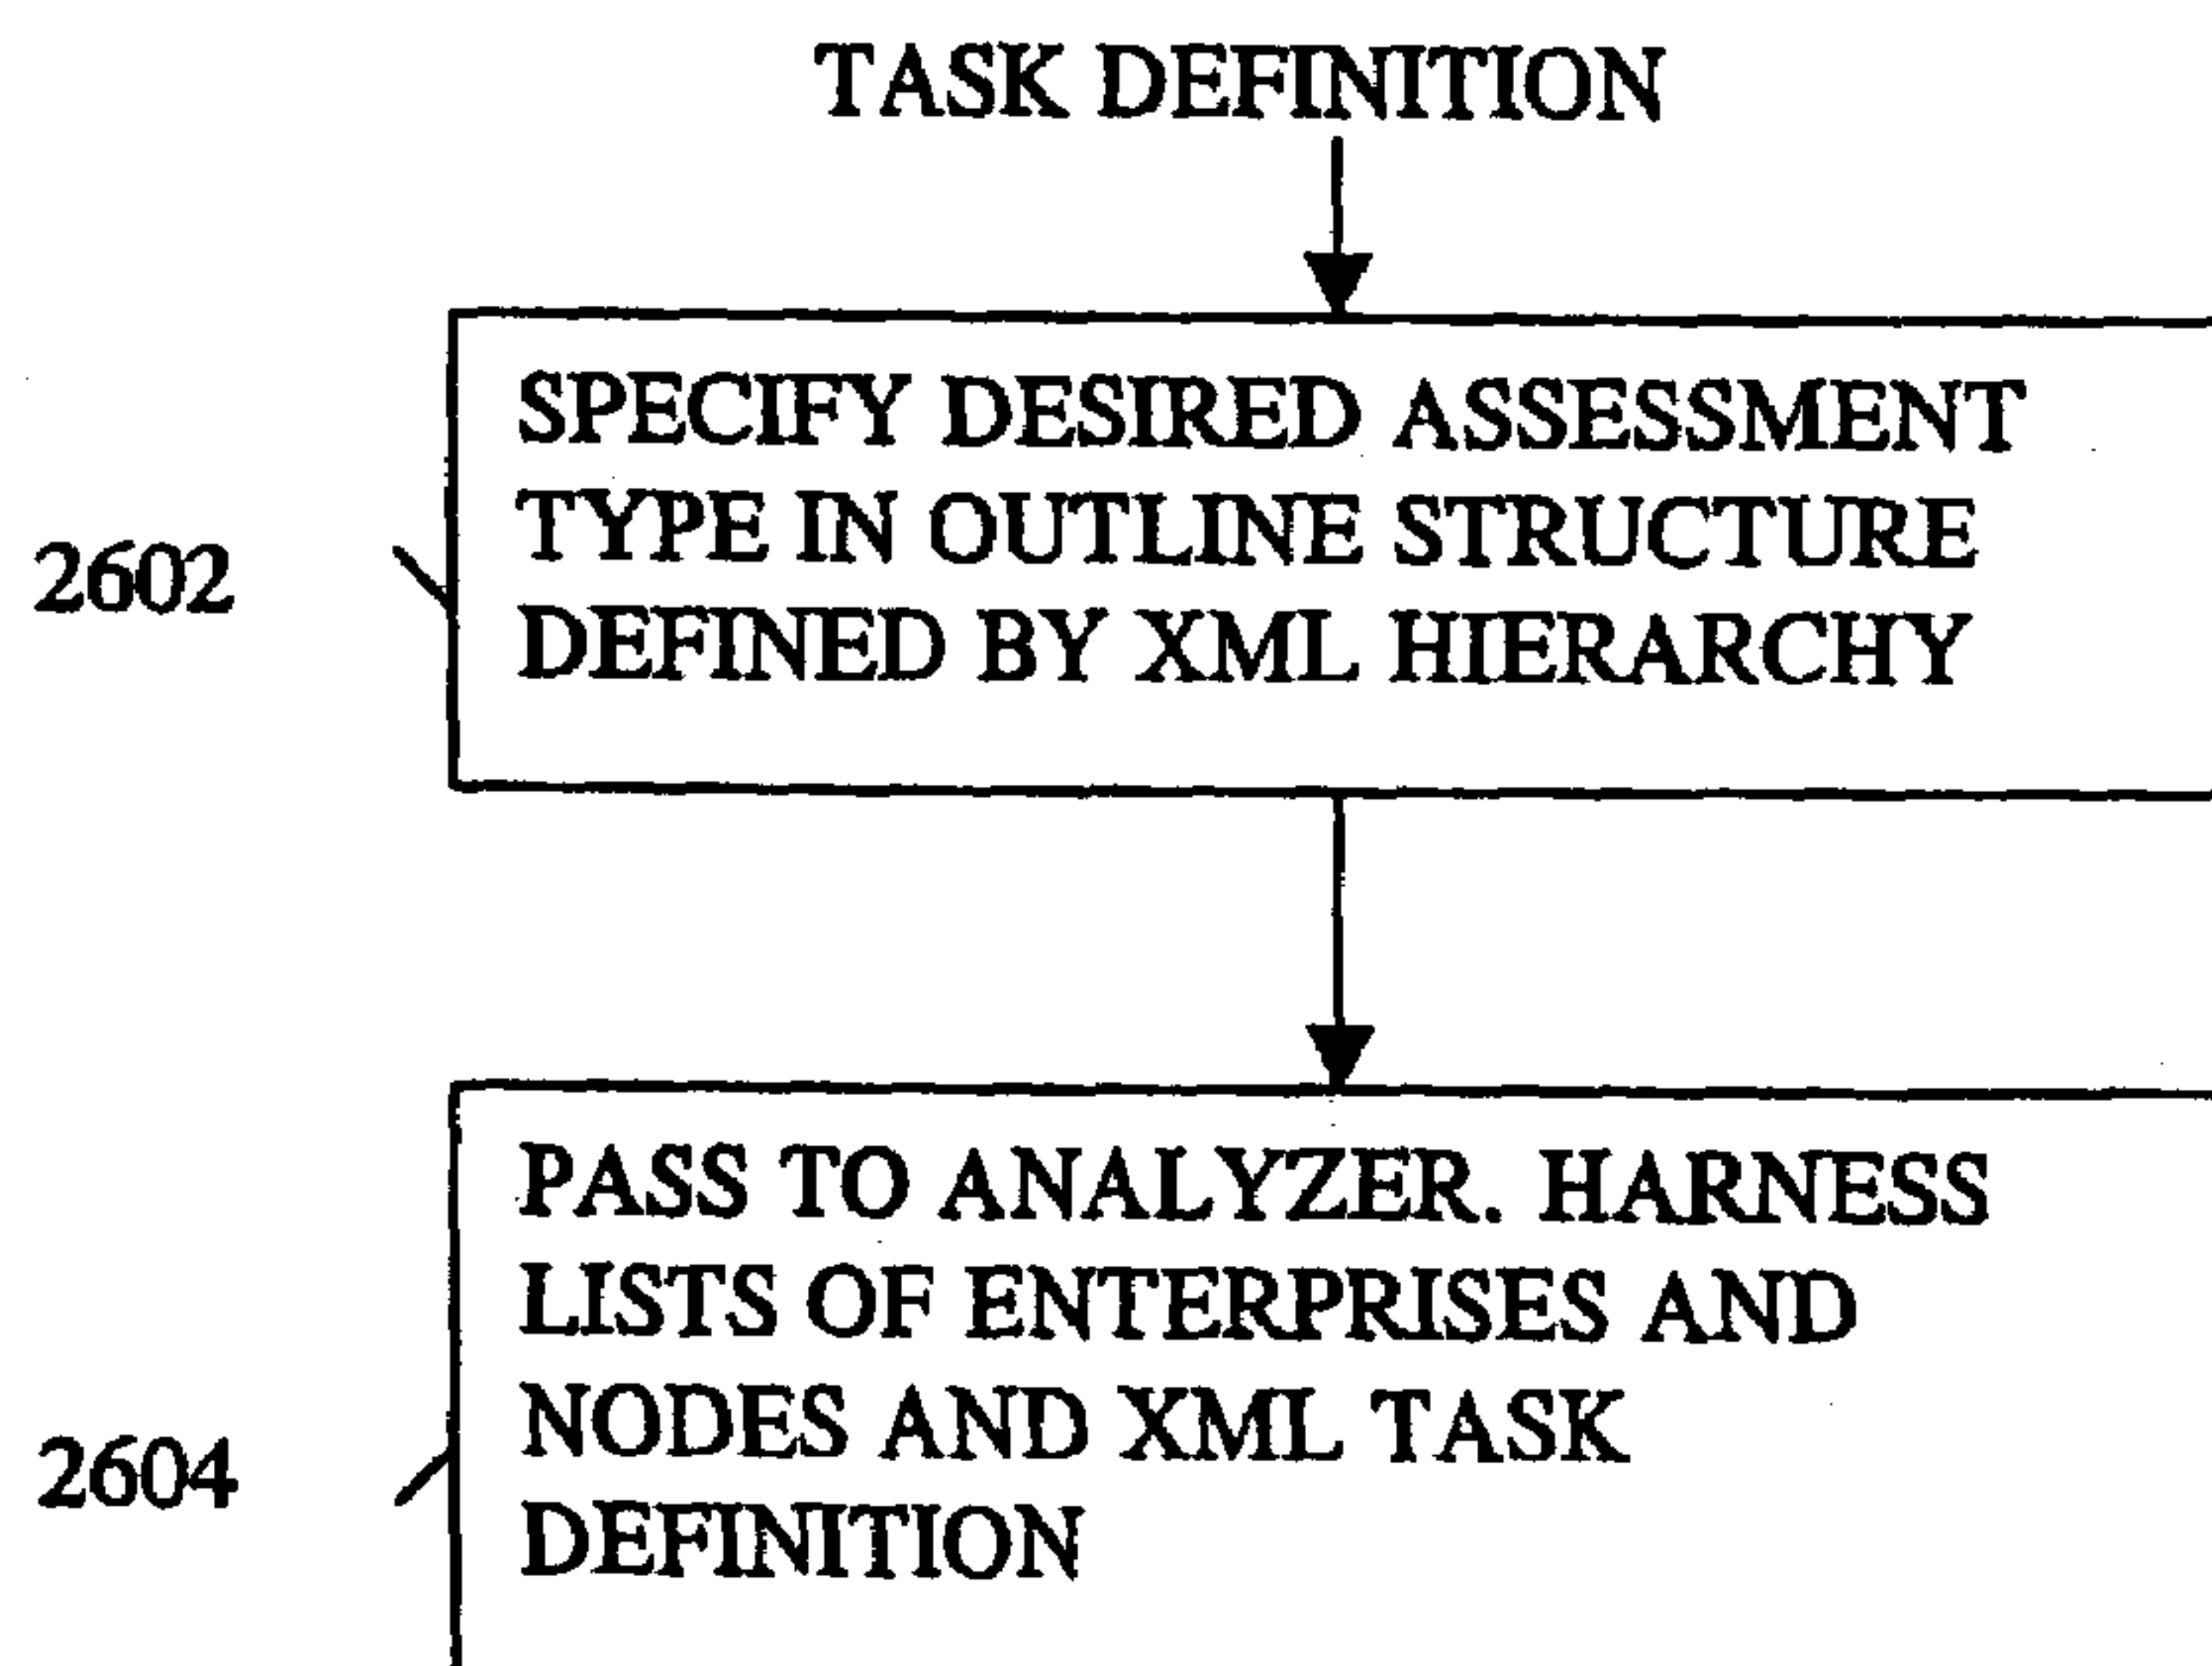 TASK DEFINITION
SPECIFY DESIRED ASSESSMENT
TYPE IN OUTLINE STRUCTURE
2602
DEFINED BY XML HIERARCHY
PASS TO ANALYZER. HARNESS
LISTS OF ENTERPRISES AND
NODES AND XML TASK
2604
DEFINITION